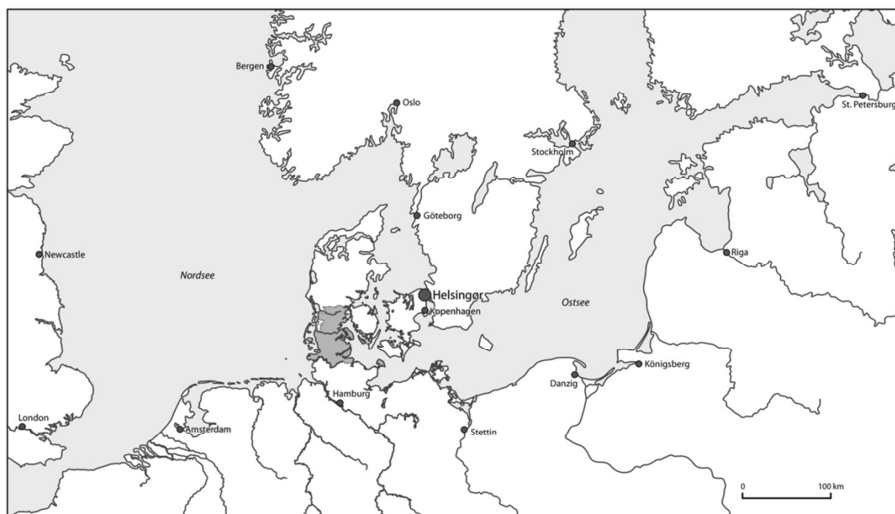 Bergen
Oslo
St. Petersburg
Stockholm
Göteborg
Newcastle
Riga
Nordsee
Helsingør
Ostsee
Kopenhagen
Königsberg
Danzig
Hamburg
London
Amsterdam
Stettin
0 100 km